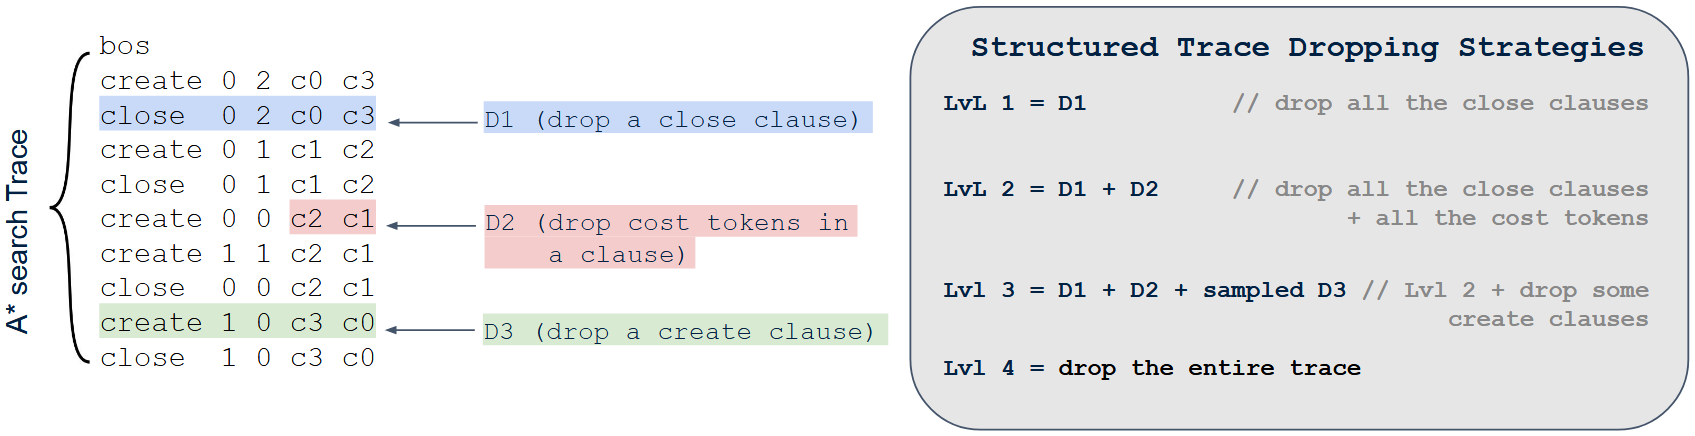 A* search Trace
bos
create 0 2 c0 c3
close 0 2 c0 c3
create 0 1 c1 c2
close 0 1 c1 c2
create 0 0 c2 c1
create 1 1 c2 c1
close 0 0 c2 c1
create 1 0 c3 c0
close 1 0 c3 c0
D1 (drop a close clause)
D2 (drop cost tokens in
a clause)
D3 (drop a create clause)
Structured Trace Dropping Strategies
LvL 1 = D1 // drop all the close clauses
LvL 2 = D1 + D2 // drop all the close clauses
+ all the cost tokens
Lvl 3 = D1 + D2 + sampled D3 // Lvl 2 + drop some
create clauses
Lvl 4 = drop the entire trace